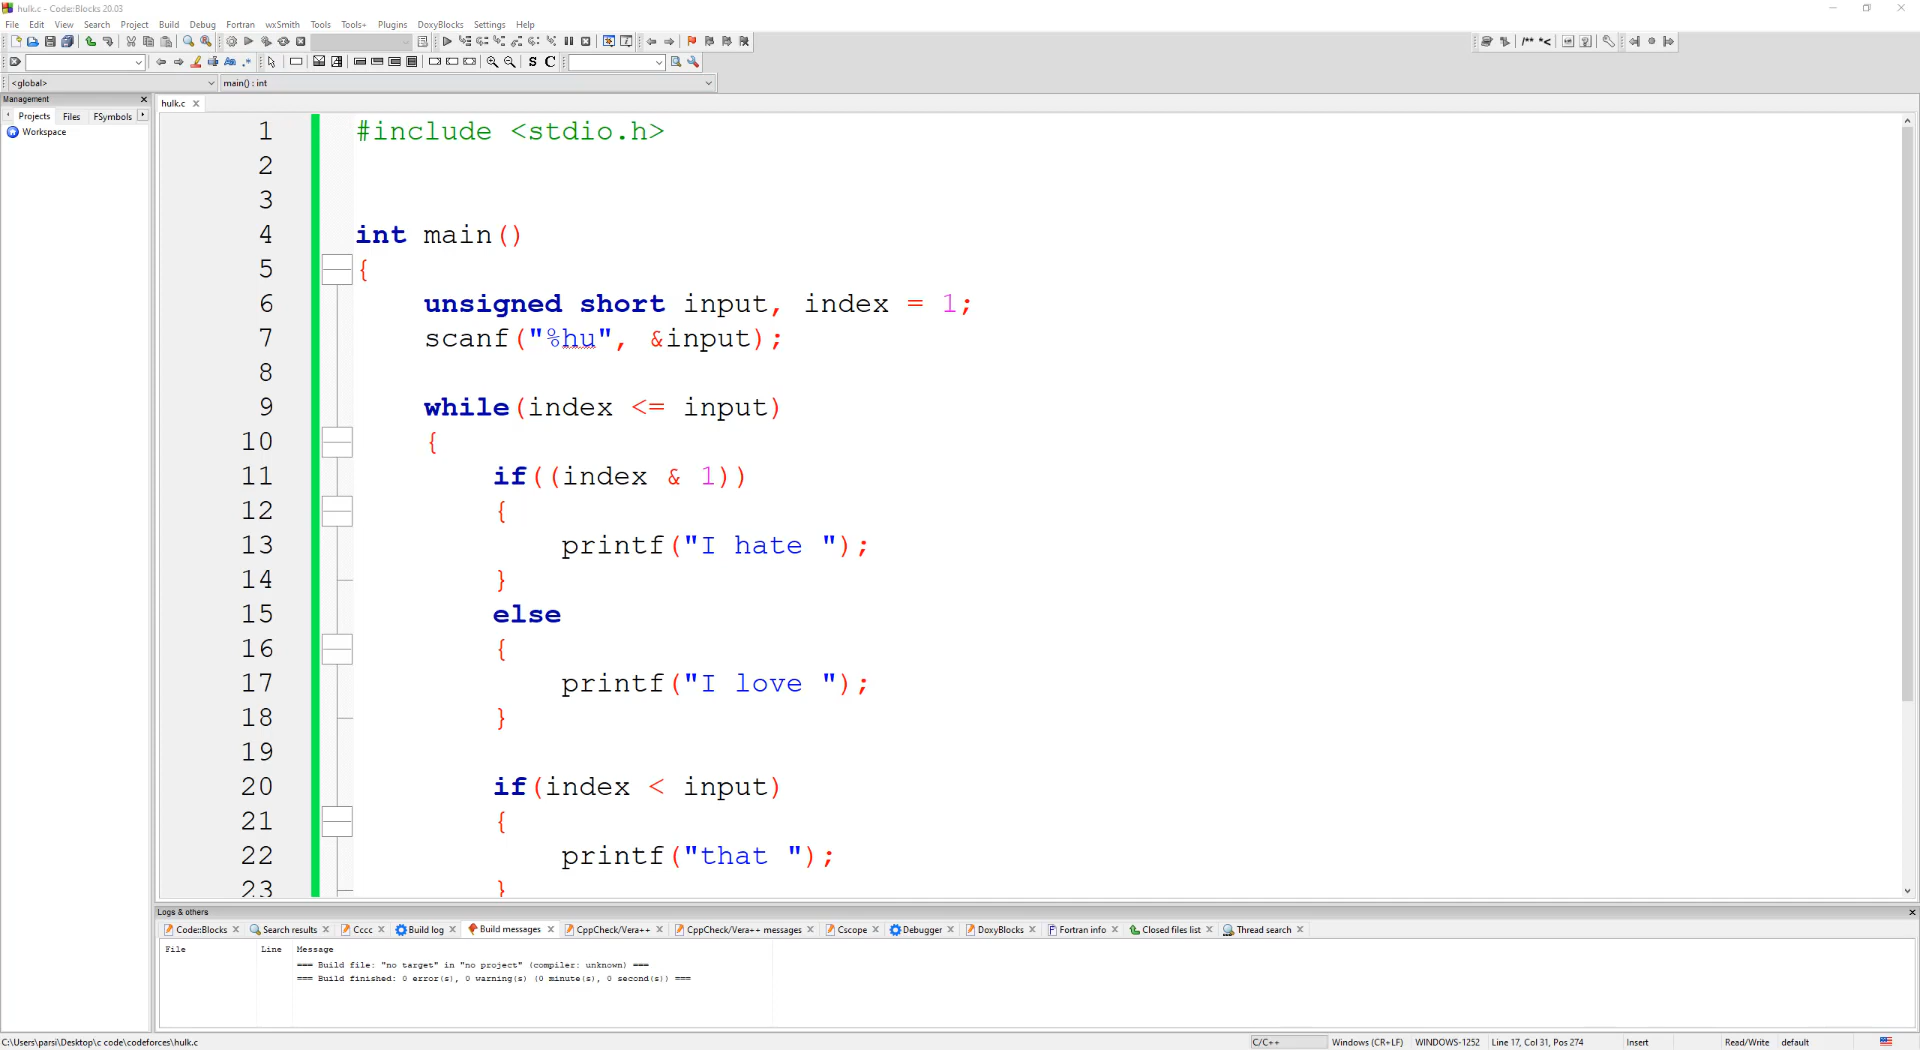 hulk.c - Code::Blocks 20.03
File Edit View Search Project Build Debug Fortran wxSmith Tools Tools+ Plugins DoxyBlocks Settings Help
<global>
main() : int
Management
Projects Files FSymbols
Workspace
hulk.c
1 #include <stdio.h>
2
3
4 int main()
5 {
6 unsigned short input, index = 1;
7 scanf("%hu", &input);
8
9 while(index <= input)
10 {
11 if((index & 1))
12 {
13 printf("I hate ");
14 }
15 else
16 {
17 printf("I love ");
18 }
19
20 if(index < input)
21 {
22 printf("that ");
23 }
Logs & others
Code::Blocks Search results Cccc Build log Build messages CppCheck/Vera++ CppCheck/Vera++ messages Cscope Debugger DoxyBlocks Fortran info Closed files list Thread search
File Line Message
=== Build file: "no target" in "no project" (compiler: unknown) ===
=== Build finished: 0 error(s), 0 warning(s) (0 minute(s), 0 second(s)) ===
C:\Users\parsi\Desktop\c code\codeforces\hulk.c C/C++ Windows (CR+LF) WINDOWS-1252 Line 17, Col 31, Pos 274 Insert Read/Write default